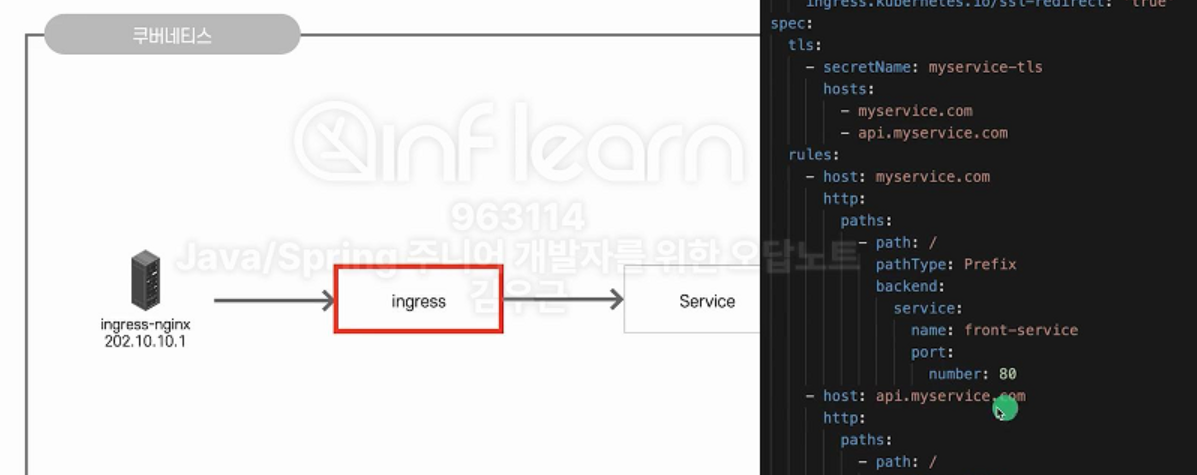 쿠버네티스
inflearn
963114
Java/Spring 주니어 개발자를 위한 오답노트
김우근
ingress-nginx
202.10.10.1
ingress
Service
ingress.kubernetes.io/ssl-redirect: "true"
spec:
tls:
- secretName: myservice-tls
hosts:
- myservice.com
- api.myservice.com
rules:
- host: myservice.com
http:
paths:
- path: /
pathType: Prefix
backend:
service:
name: front-service
port:
number: 80
- host: api.myservice.com
http:
paths:
- path: /